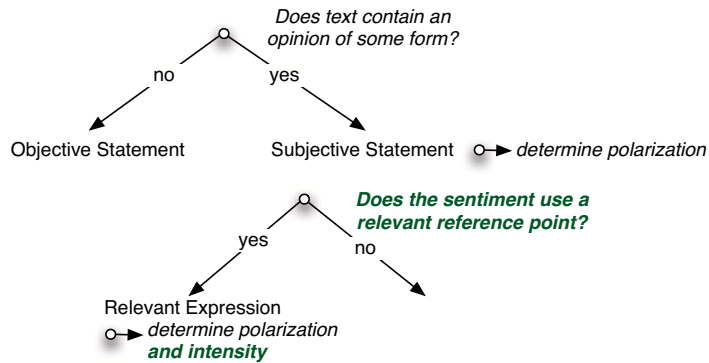 Does text contain an
opinion of some form?
no
yes
Objective Statement
Subjective Statement
determine polarization
Does the sentiment use a
relevant reference point?
yes
no
Relevant Expression
determine polarization
and intensity